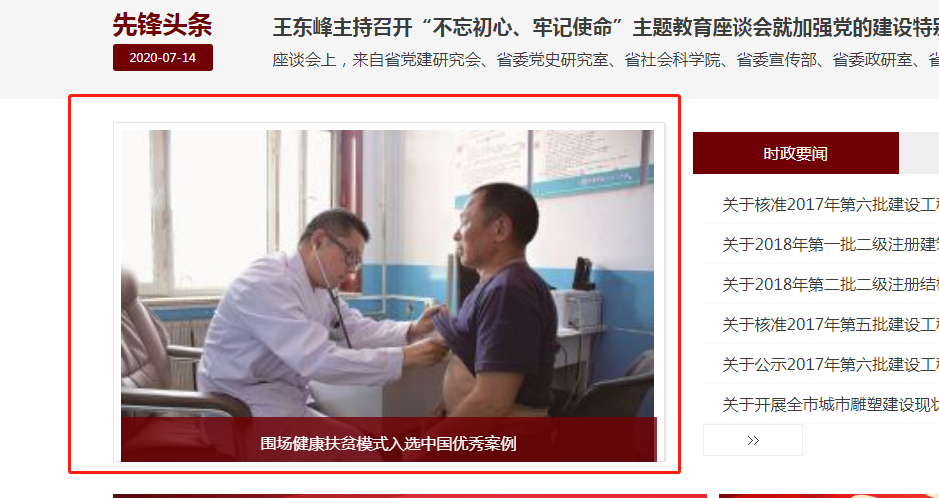 先锋头条
2020-07-14
王东峰主持召开“不忘初心、牢记使命”主题教育座谈会就加强党的建设特
座谈会上，来自省党建研究会、省委党史研究室、省社会科学院、省委宣传部、省委政研室、
围场健康扶贫模式入选中国优秀案例
时政要闻
关于核准2017年第六批建设工
关于2018年第一批二级注册建
关于2018年第二批二级注册结
关于核准2017年第五批建设工
关于公示2017年第六批建设工
关于开展全市城市雕塑建设现
>>